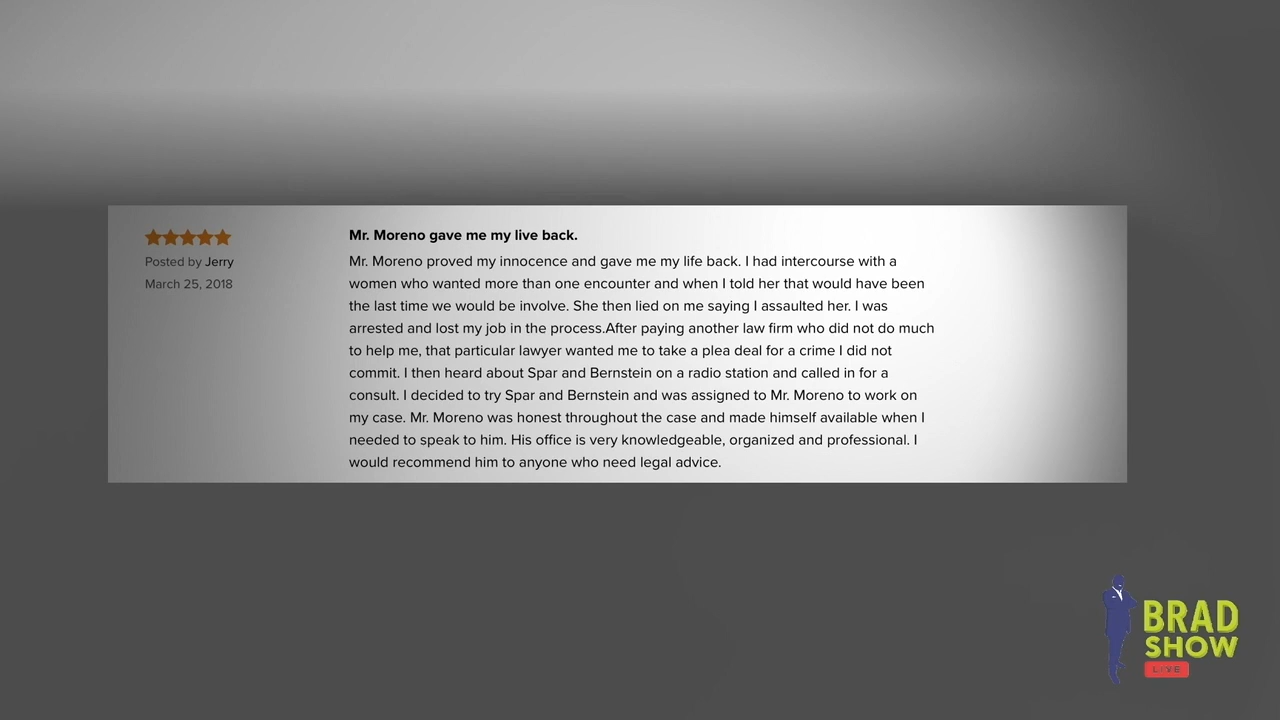 Mr. Moreno gave me my live back.
Posted by Jerry
March 25, 2018
Mr. Moreno proved my innocence and gave me my life back. I had intercourse with a
women who wanted more than one encounter and when I told her that would have been
the last time we would be involve. She then lied on me saying I assaulted her. I was
arrested and lost my job in the process.After paying another law firm who did not do much
to help me, that particular lawyer wanted me to take a plea deal for a crime I did not
commit. I then heard about Spar and Bernstein on a radio station and called in for a
consult. I decided to try Spar and Bernstein and was assigned to Mr. Moreno to work on
my case. Mr. Moreno was honest throughout the case and made himself available when I
needed to speak to him. His office is very knowledgeable, organized and professional. I
would recommend him to anyone who need legal advice.
BRAD
SHOW
LIVE